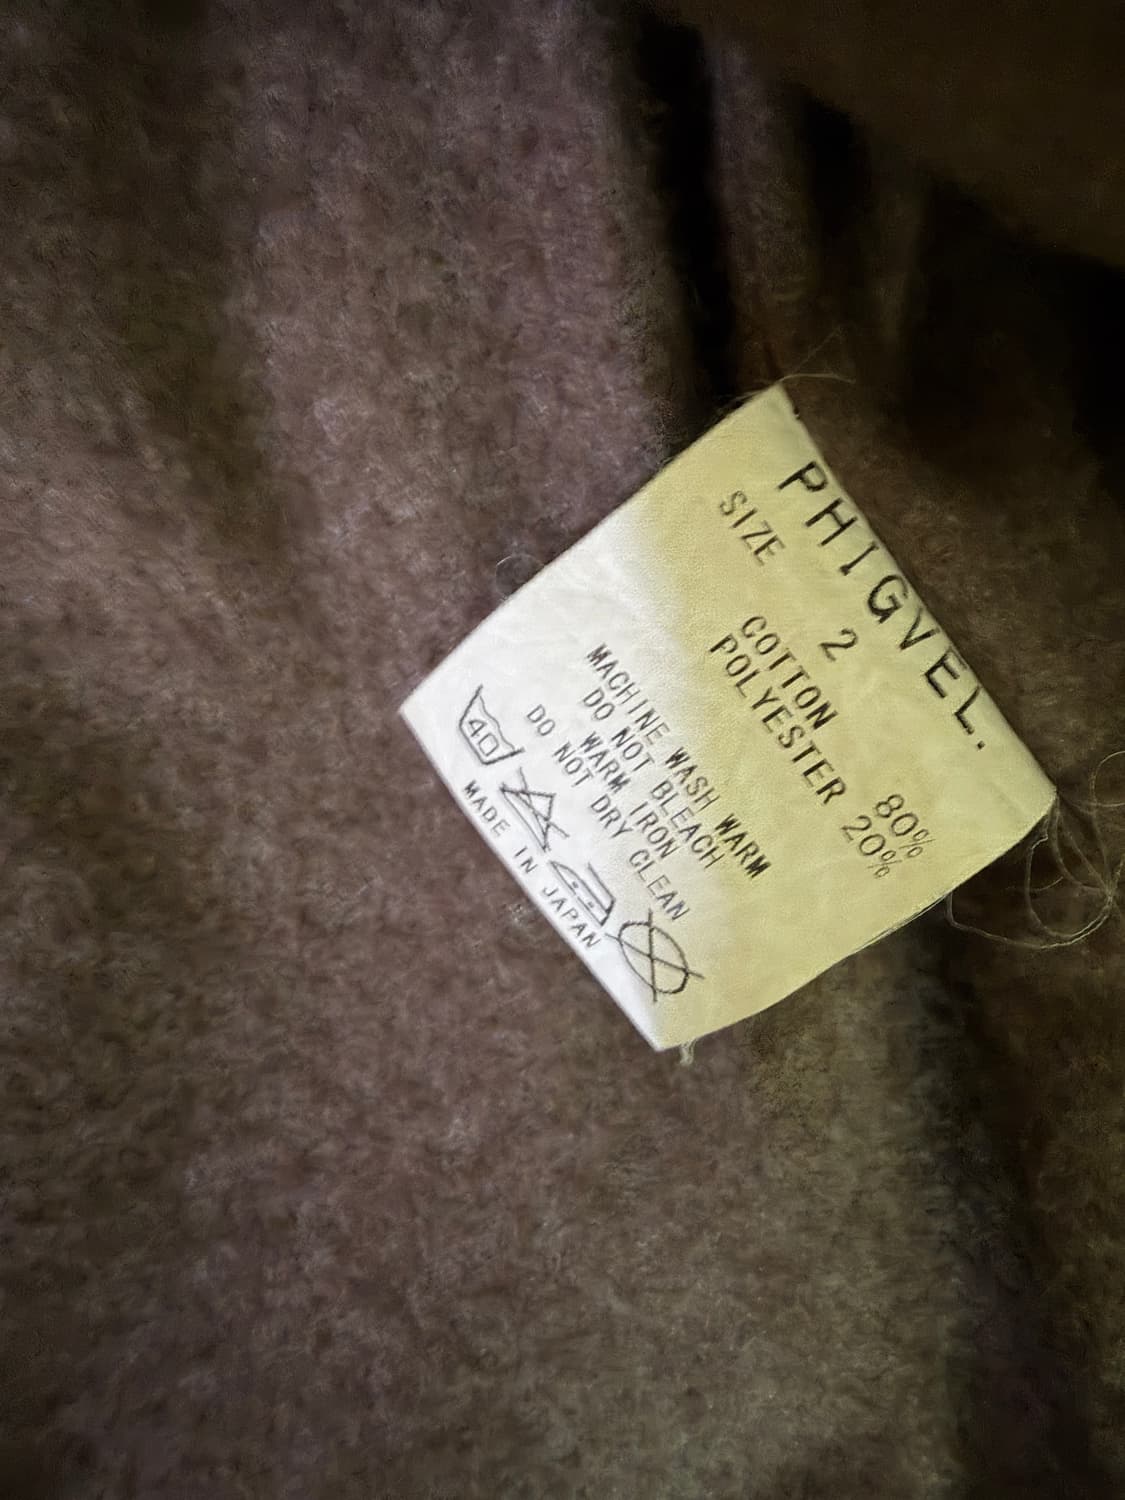 PHIGVEL.
SIZE 2
COTTON 80%
POLYESTER 20%
MACHINE WASH WARM
DO NOT BLEACH
WARM IRON
DO NOT DRY CLEAN
40
MADE IN JAPAN